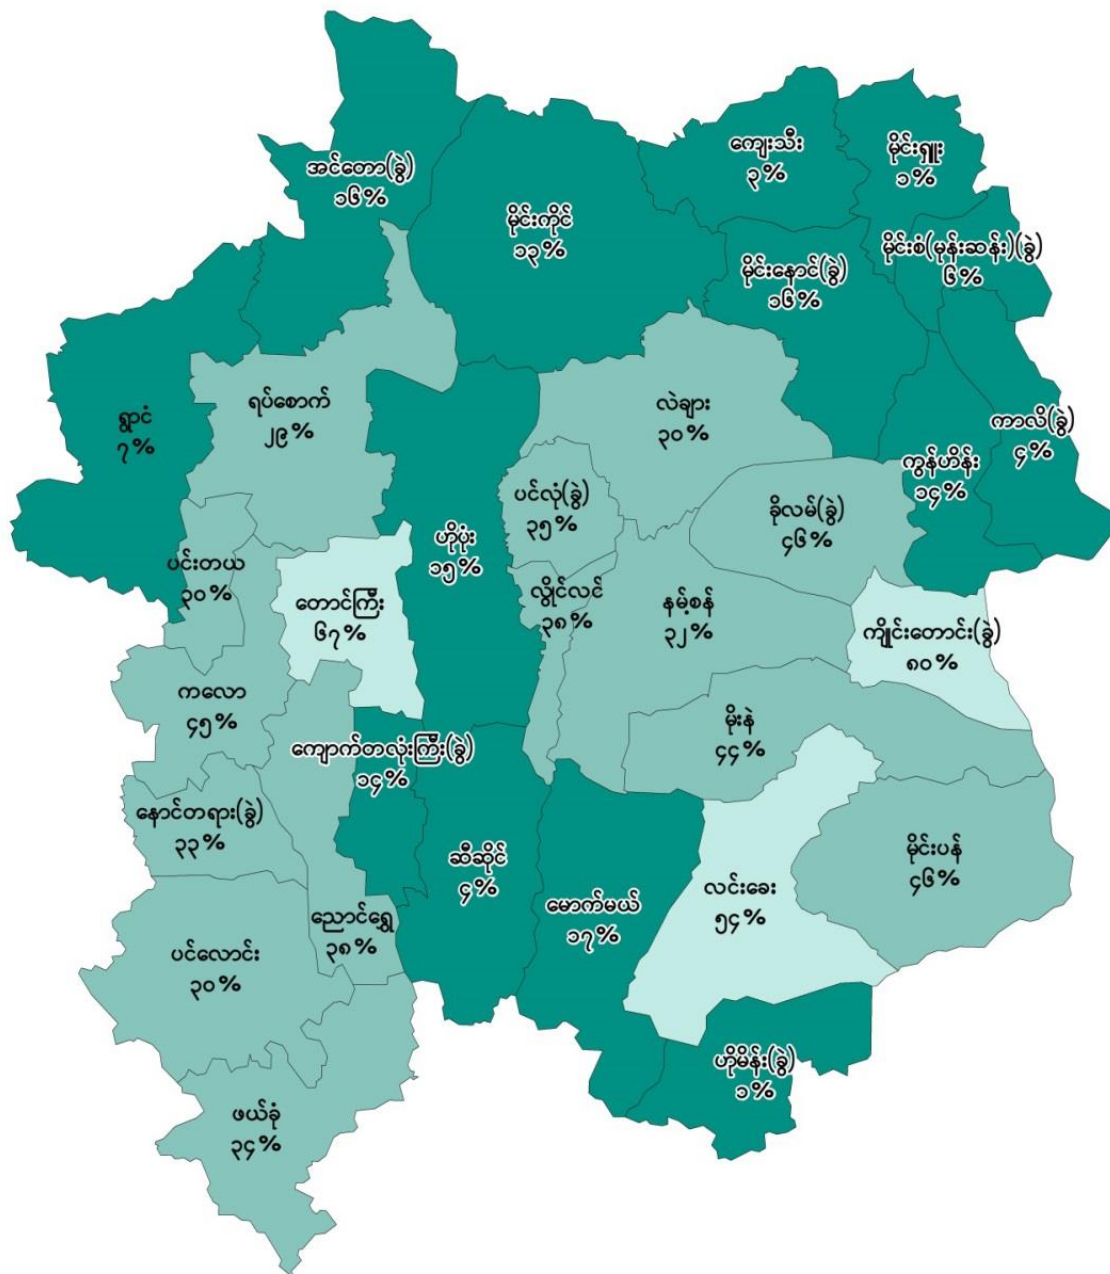 ကျေးသီး
၃%
မိုင်းရှူး
၁%
အင်တော(ခွဲ)
၁၆%
မိုင်းကိုင်
၁၃%
မိုင်းစံ(မုန်းဆန်း)(ခွဲ)
၆%
မိုင်းနောင်(ခွဲ)
၁၆%
ရွာငံ
၇%
ရပ်စောက်
၂၉%
လဲချား
၃၀%
ကာလိ(ခွဲ)
၄%
ကွန်ဟိန်း
၁၄%
ပင်လုံ(ခွဲ)
၃၅%
ခိုလမ်(ခွဲ)
၄၆%
ဟိုပုံး
၁၅%
ပင်းတယ
၃၀%
တောင်ကြီး
၆၇%
လွိုင်လင်
၃၈%
နမ့်စန်
၃၂%
ကျိုင်းတောင်း(ခွဲ)
၈၀%
ကလော
၄၅%
မိုးနဲ
၄၄%
ကျောက်တလုံးကြီး(ခွဲ)
၁၄%
နောင်တရား(ခွဲ)
၃၃%
ဆီဆိုင်
၄%
မိုင်းပန်
၄၆%
လင်းခေး
၅၄%
မောက်မယ်
၁၇%
ညောင်ရွှေ
၃၈%
ပင်လောင်း
၃၀%
ဟိုမိန်း(ခွဲ)
၁%
ဖယ်ခုံ
၃၄%